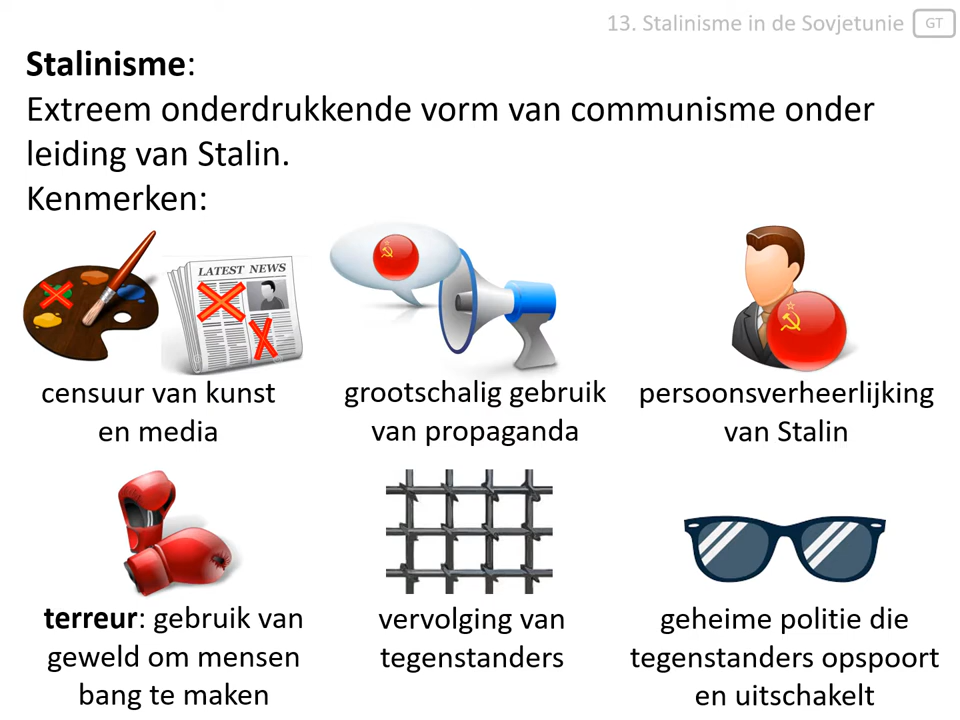 13. Stalinisme in de Sovjetunie GT
Stalinisme:
Extreem onderdrukkende vorm van communisme onder
leiding van Stalin.
Kenmerken:
LATEST NEWS
censuur van kunst
en media
grootschalig gebruik
van propaganda
persoonsverheerlijking
van Stalin
terreur: gebruik van
geweld om mensen
bang te maken
vervolging van
tegenstanders
geheime politie die
tegenstanders opspoort
en uitschakelt